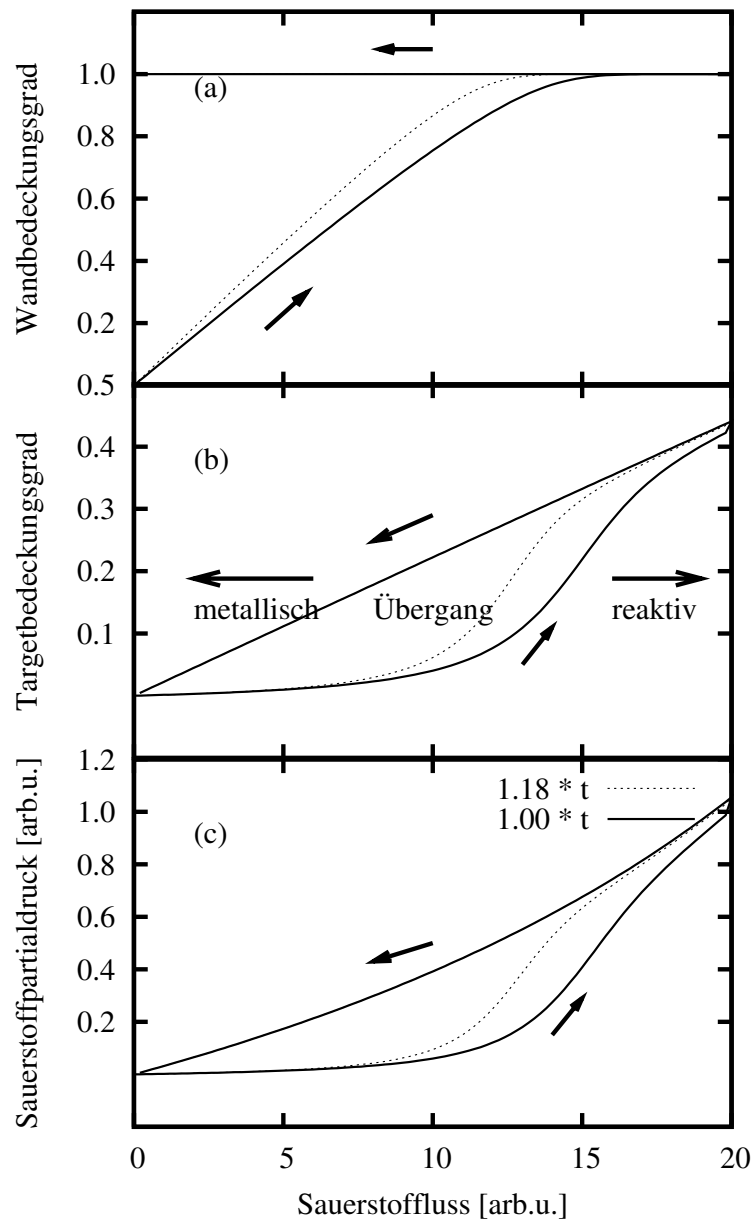 Wandbedeckungsgrad
1.0
0.8
0.6
0.4
0.2
(a)
Targetbedeckungsgrad
0.5
0.4
0.3
0.2
0.1
(b)
metallisch
Übergang
reaktiv
Sauerstoffpartialdruck [arb.u.]
1.2
1.0
0.8
0.6
0.4
0.2
(c)
1.18 * t
1.00 * t
0 5 10 15 20
Sauerstoffluss [arb.u.]